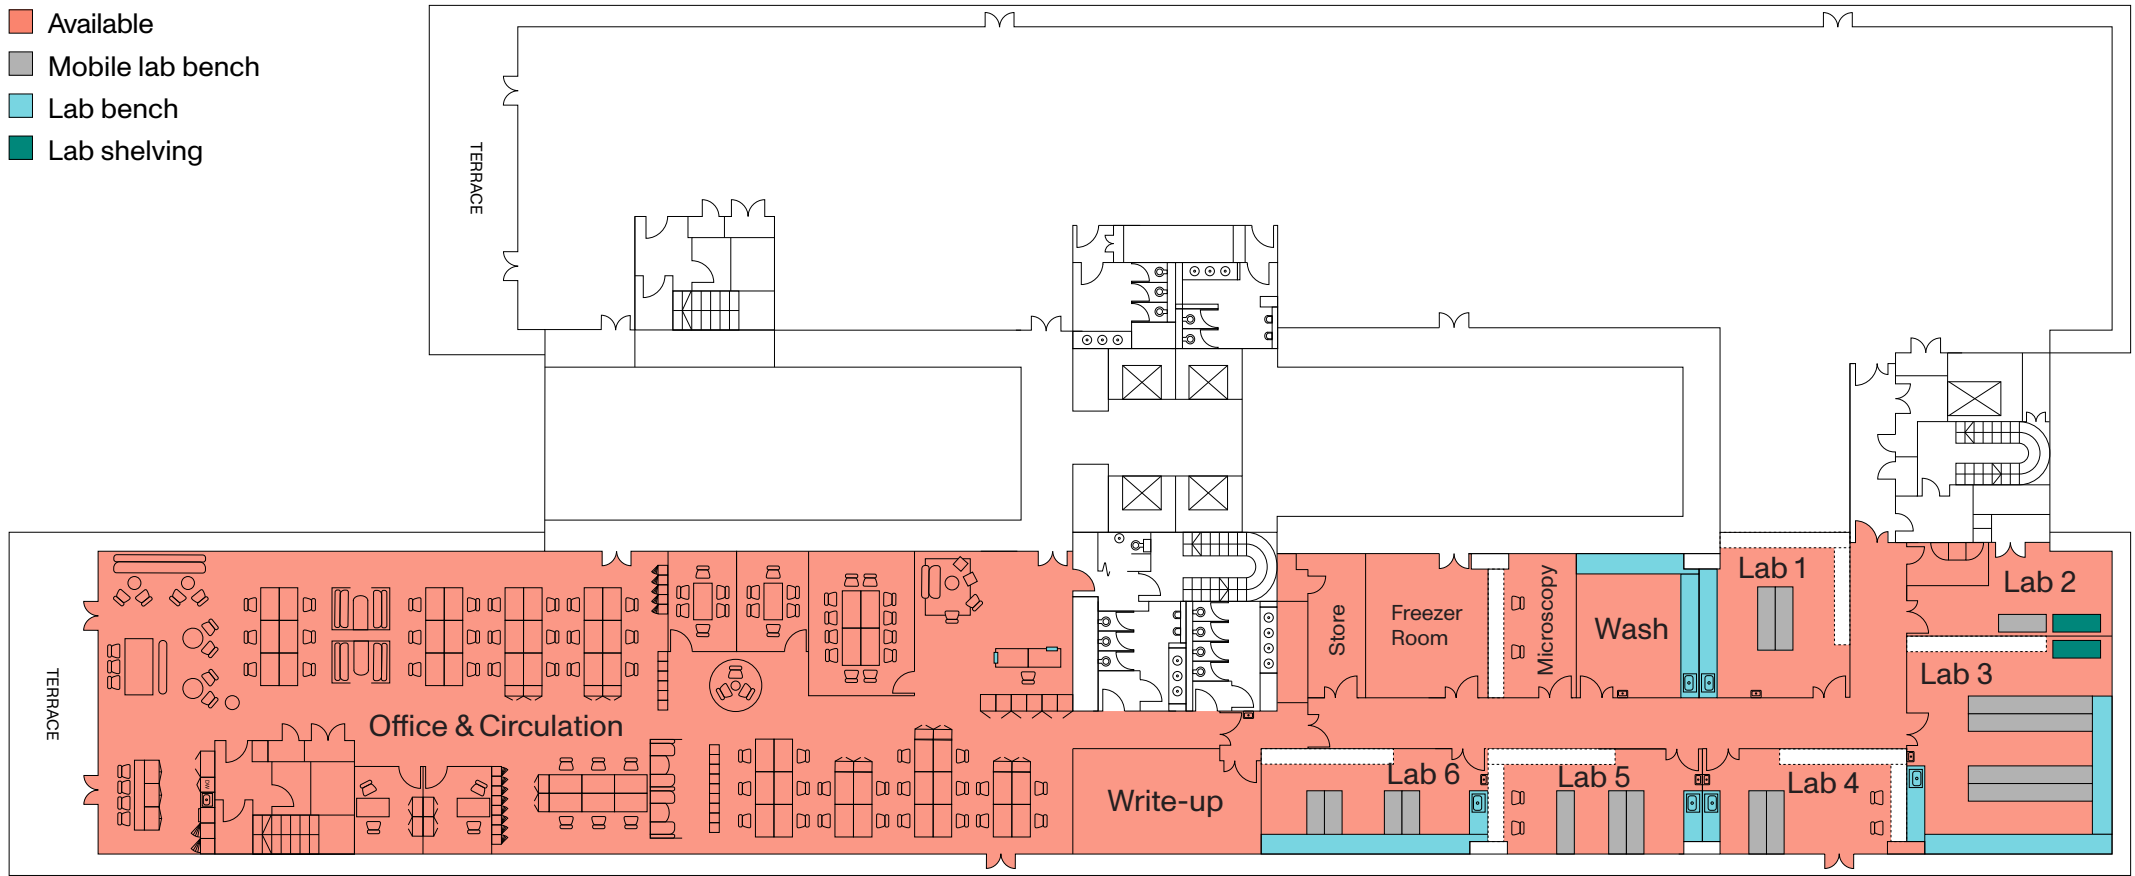 Available
Mobile lab bench
Lab bench
Lab shelving
TERRACE
TERRACE
Office & Circulation
Write-up
Store
Freezer
Room
Microscopy
Wash
Lab 1
Lab 2
Lab 3
Lab 6
Lab 5
Lab 4
DW